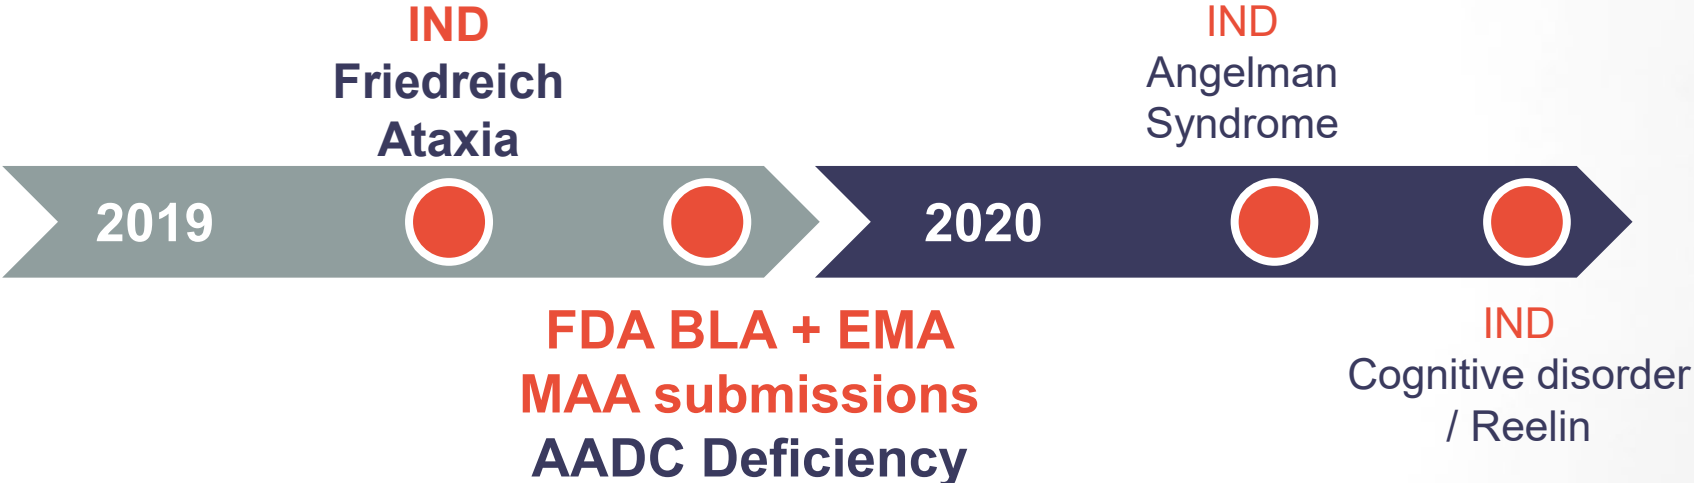 IND
Friedreich
Ataxia
IND
Angelman
Syndrome
2019
2020
FDA BLA + EMA
MAA submissions
AADC Deficiency
IND
Cognitive disorder
/ Reelin